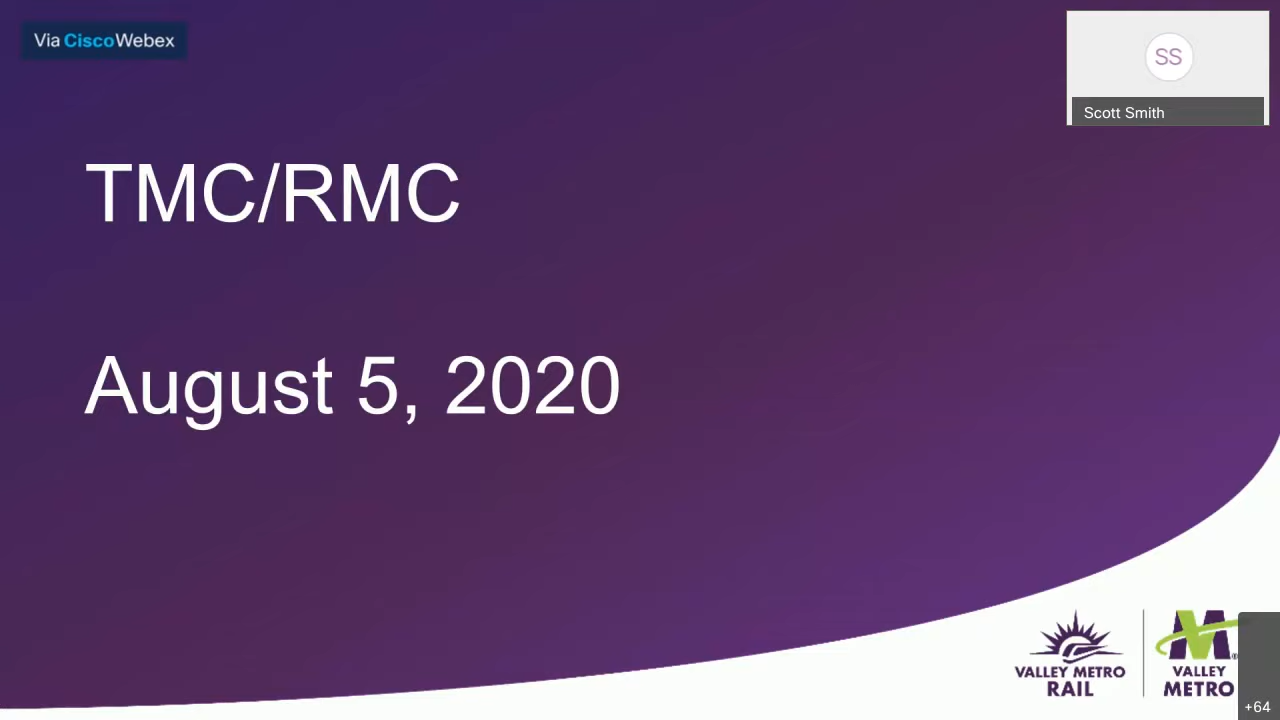 Via CiscoWebex
SS
Scott Smith
TMC/RMC
August 5, 2020
VALLEY METRO
RAIL
VALLEY
METRO
+64